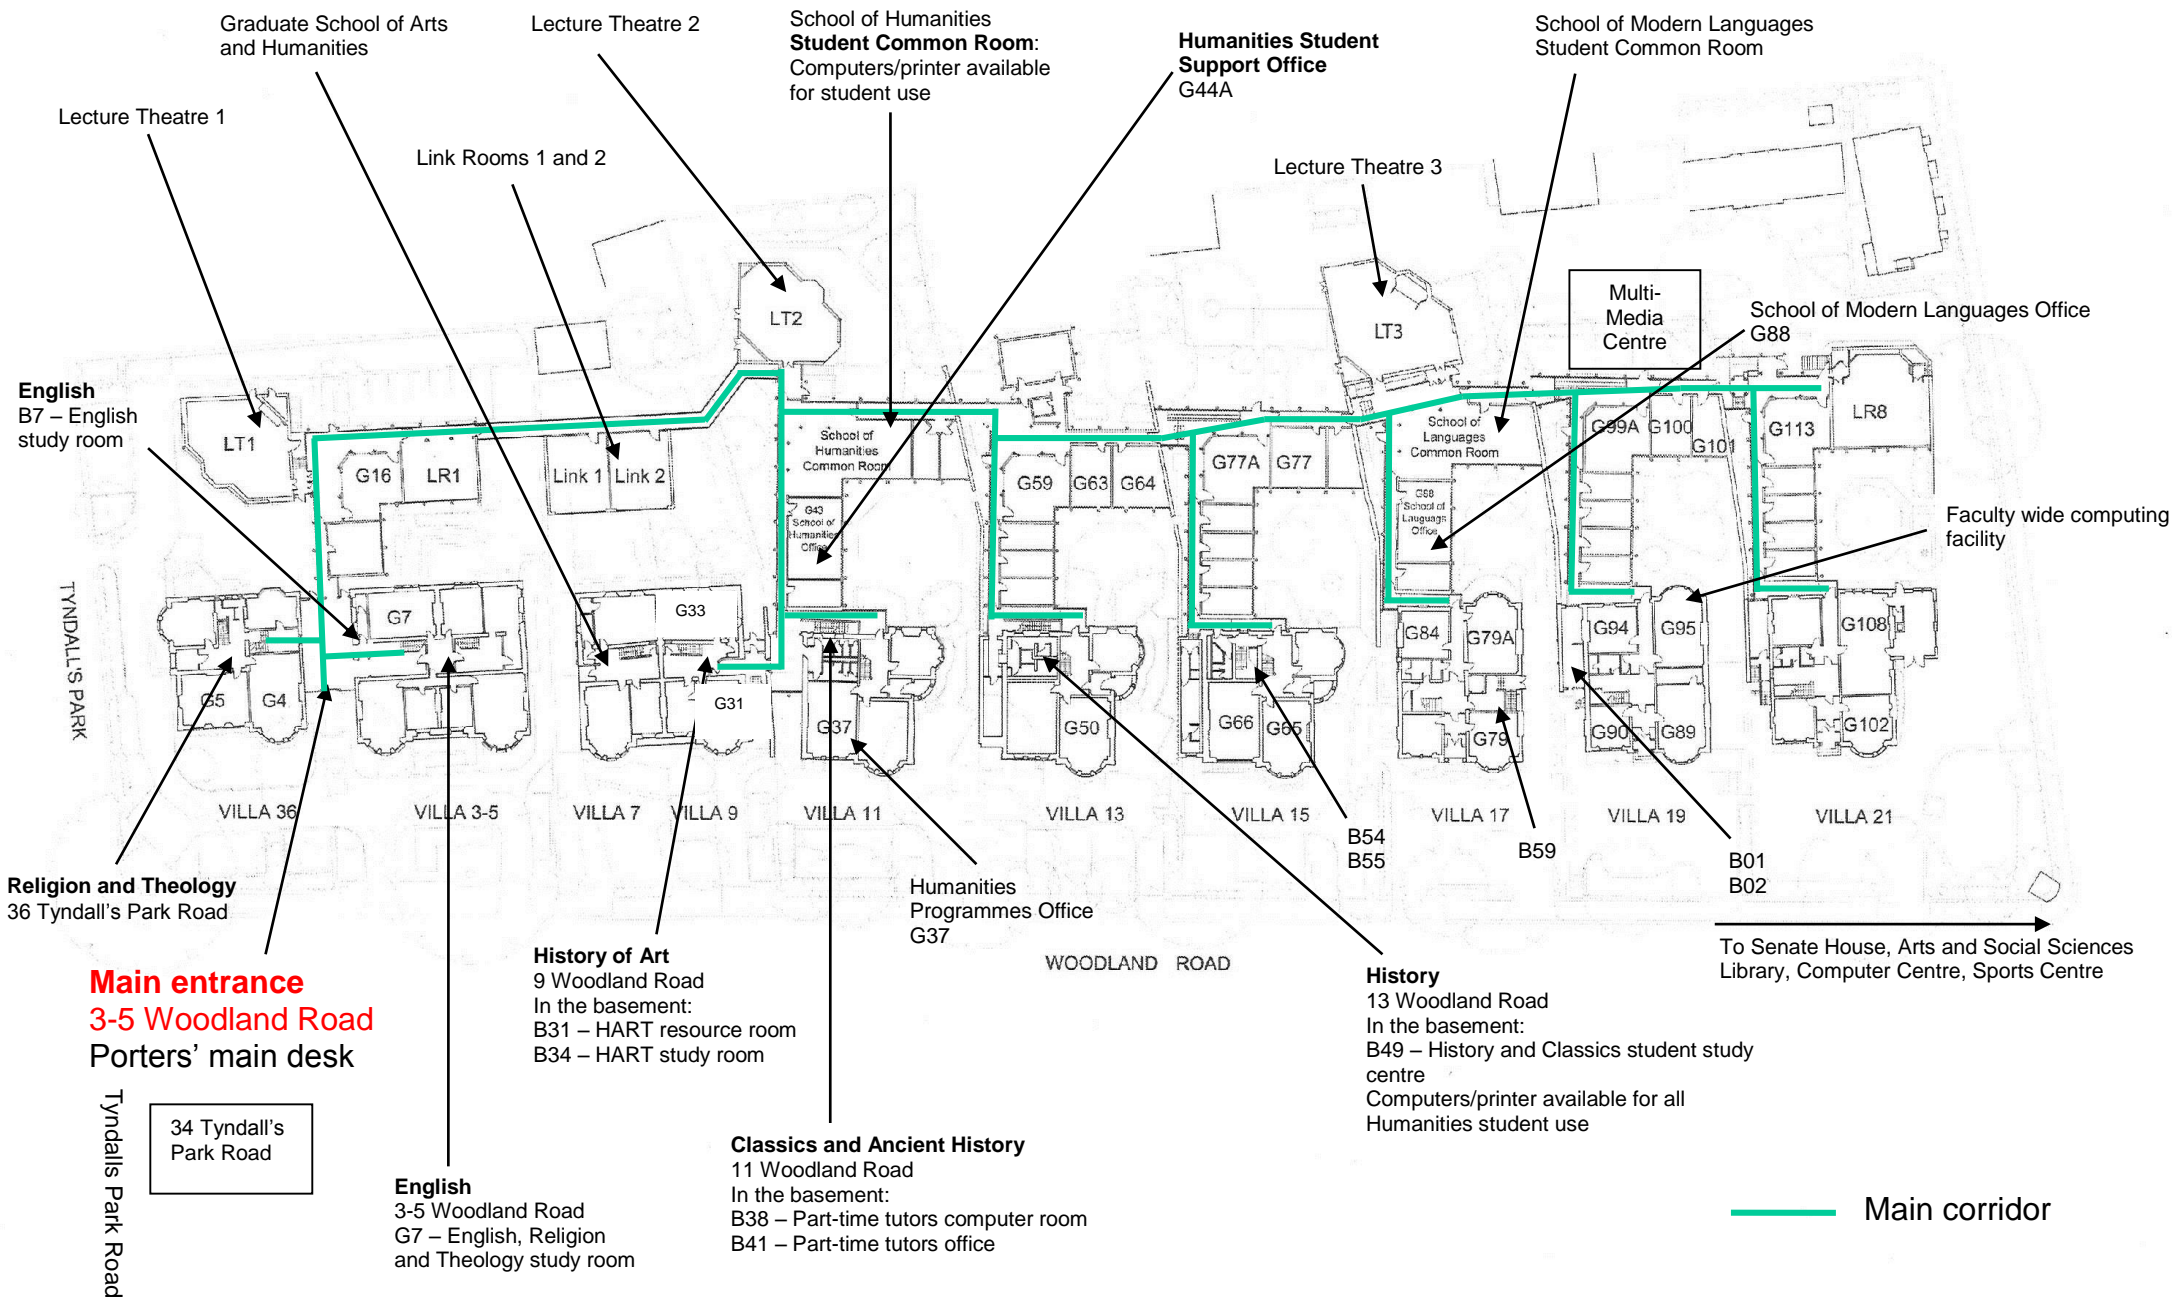 Graduate School of Arts
and Humanities
Lecture Theatre 2
School of Humanities
Student Common Room:
Computers/printer available
for student use
Humanities Student
Support Office
G44A
School of Modern Languages
Student Common Room
Lecture Theatre 1
Link Rooms 1 and 2
Lecture Theatre 3
Multi-
Media
Centre
School of Modern Languages Office
G88
English
B7 – English
study room
LT1
LT2
LT3
G16
LR1
Link 1
Link 2
School of
Humanities
Common Room
G43
School of
Humanities
Office
G59
G63
G64
G77A
G77
School of
Languages
Common Room
G88
School of
Lauguags
Office
G99A
G100
G101
G113
LR8
Faculty wide computing
facility
TYNDALL'S PARK
G5
G4
G7
G33
G31
G37
G50
G66
G65
G84
G79A
G79
G94
G95
G90
G89
G108
G102
VILLA 36
VILLA 3-5
VILLA 7
VILLA 9
VILLA 11
VILLA 13
VILLA 15
VILLA 17
VILLA 19
VILLA 21
B54
B55
B59
B01
B02
Religion and Theology
36 Tyndall's Park Road
Humanities
Programmes Office
G37
WOODLAND ROAD
To Senate House, Arts and Social Sciences
Library, Computer Centre, Sports Centre
Main entrance
3-5 Woodland Road
Porters' main desk
History of Art
9 Woodland Road
In the basement:
B31 – HART resource room
B34 – HART study room
History
13 Woodland Road
In the basement:
B49 – History and Classics student study
centre
Computers/printer available for all
Humanities student use
Tyndalls Park Road
34 Tyndall's
Park Road
English
3-5 Woodland Road
G7 – English, Religion
and Theology study room
Classics and Ancient History
11 Woodland Road
In the basement:
B38 – Part-time tutors computer room
B41 – Part-time tutors office
Main corridor